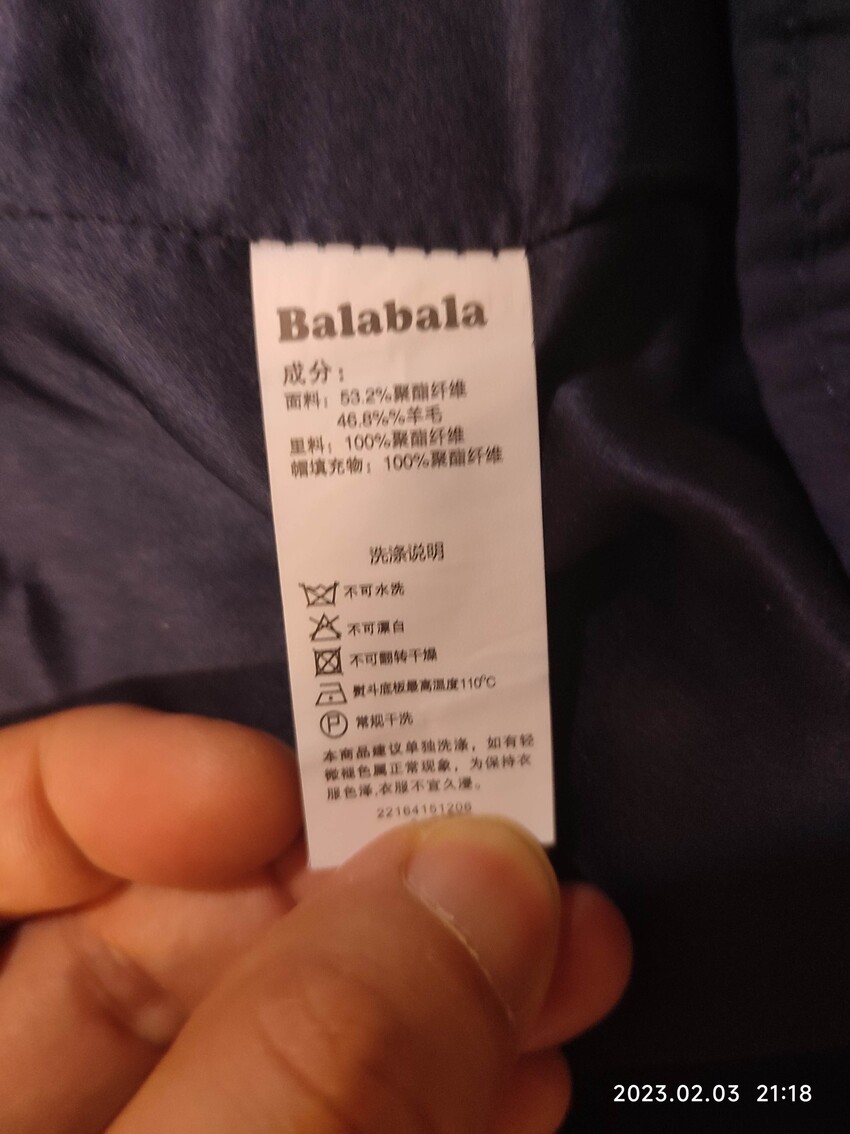 Balabala
成分：
面料：53.2%聚酯纤维
46.8%%羊毛
里料：100%聚酯纤维
帽填充物：100%聚酯纤维
洗涤说明
不可水洗
不可漂白
不可翻转干燥
熨斗底板最高温度110℃
P 常规干洗
本商品建议单独洗涤，如有轻
微褪色属正常现象，为保持衣
服色泽,衣服不宜久浸。
22164161206
2023.02.03 21:18